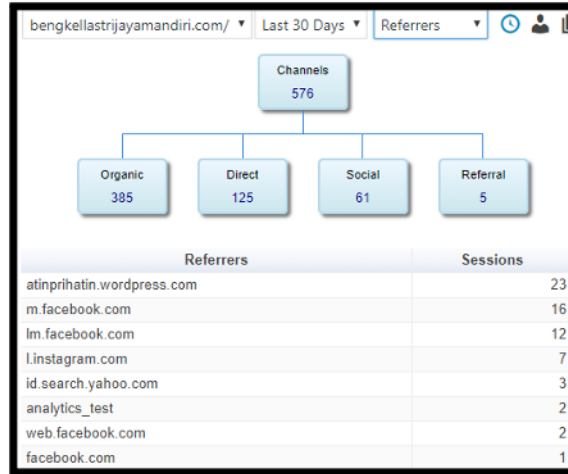 bengkellastrijayamandiri.com/ Last 30 Days Referrers
Channels
576
Organic Direct Social Referral
385 125 61 5
Referrers Sessions
atinprihatin.wordpress.com 23
m.facebook.com 16
lm.facebook.com 12
l.instagram.com 7
id.search.yahoo.com 3
analytics_test 2
web.facebook.com 2
facebook.com 1